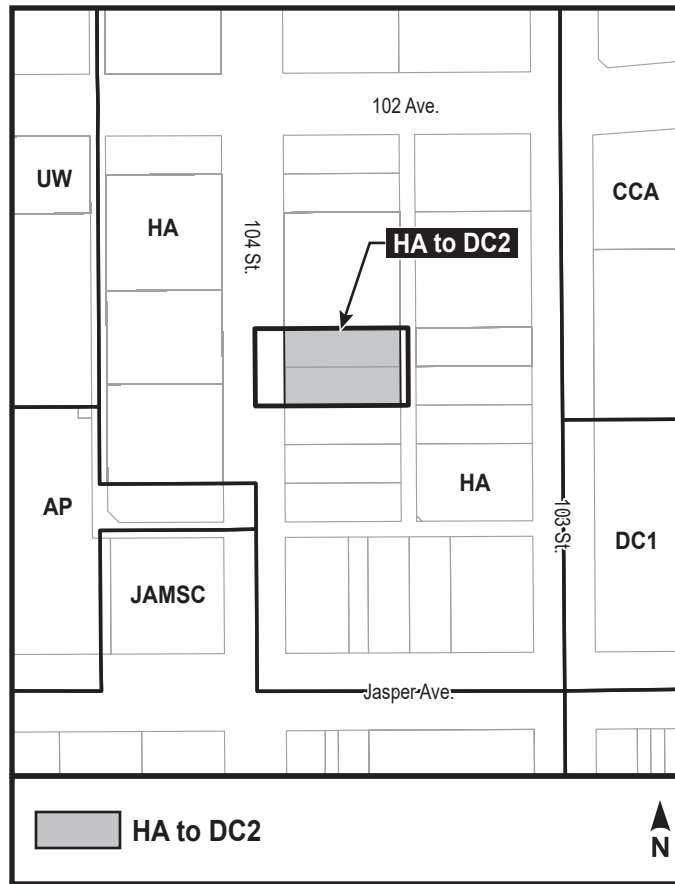 102 Ave.
UW
CCA
HA
104 St.
HA to DC2
HA
AP
103 St.
DC1
JAMSC
Jasper Ave.
HA to DC2
N